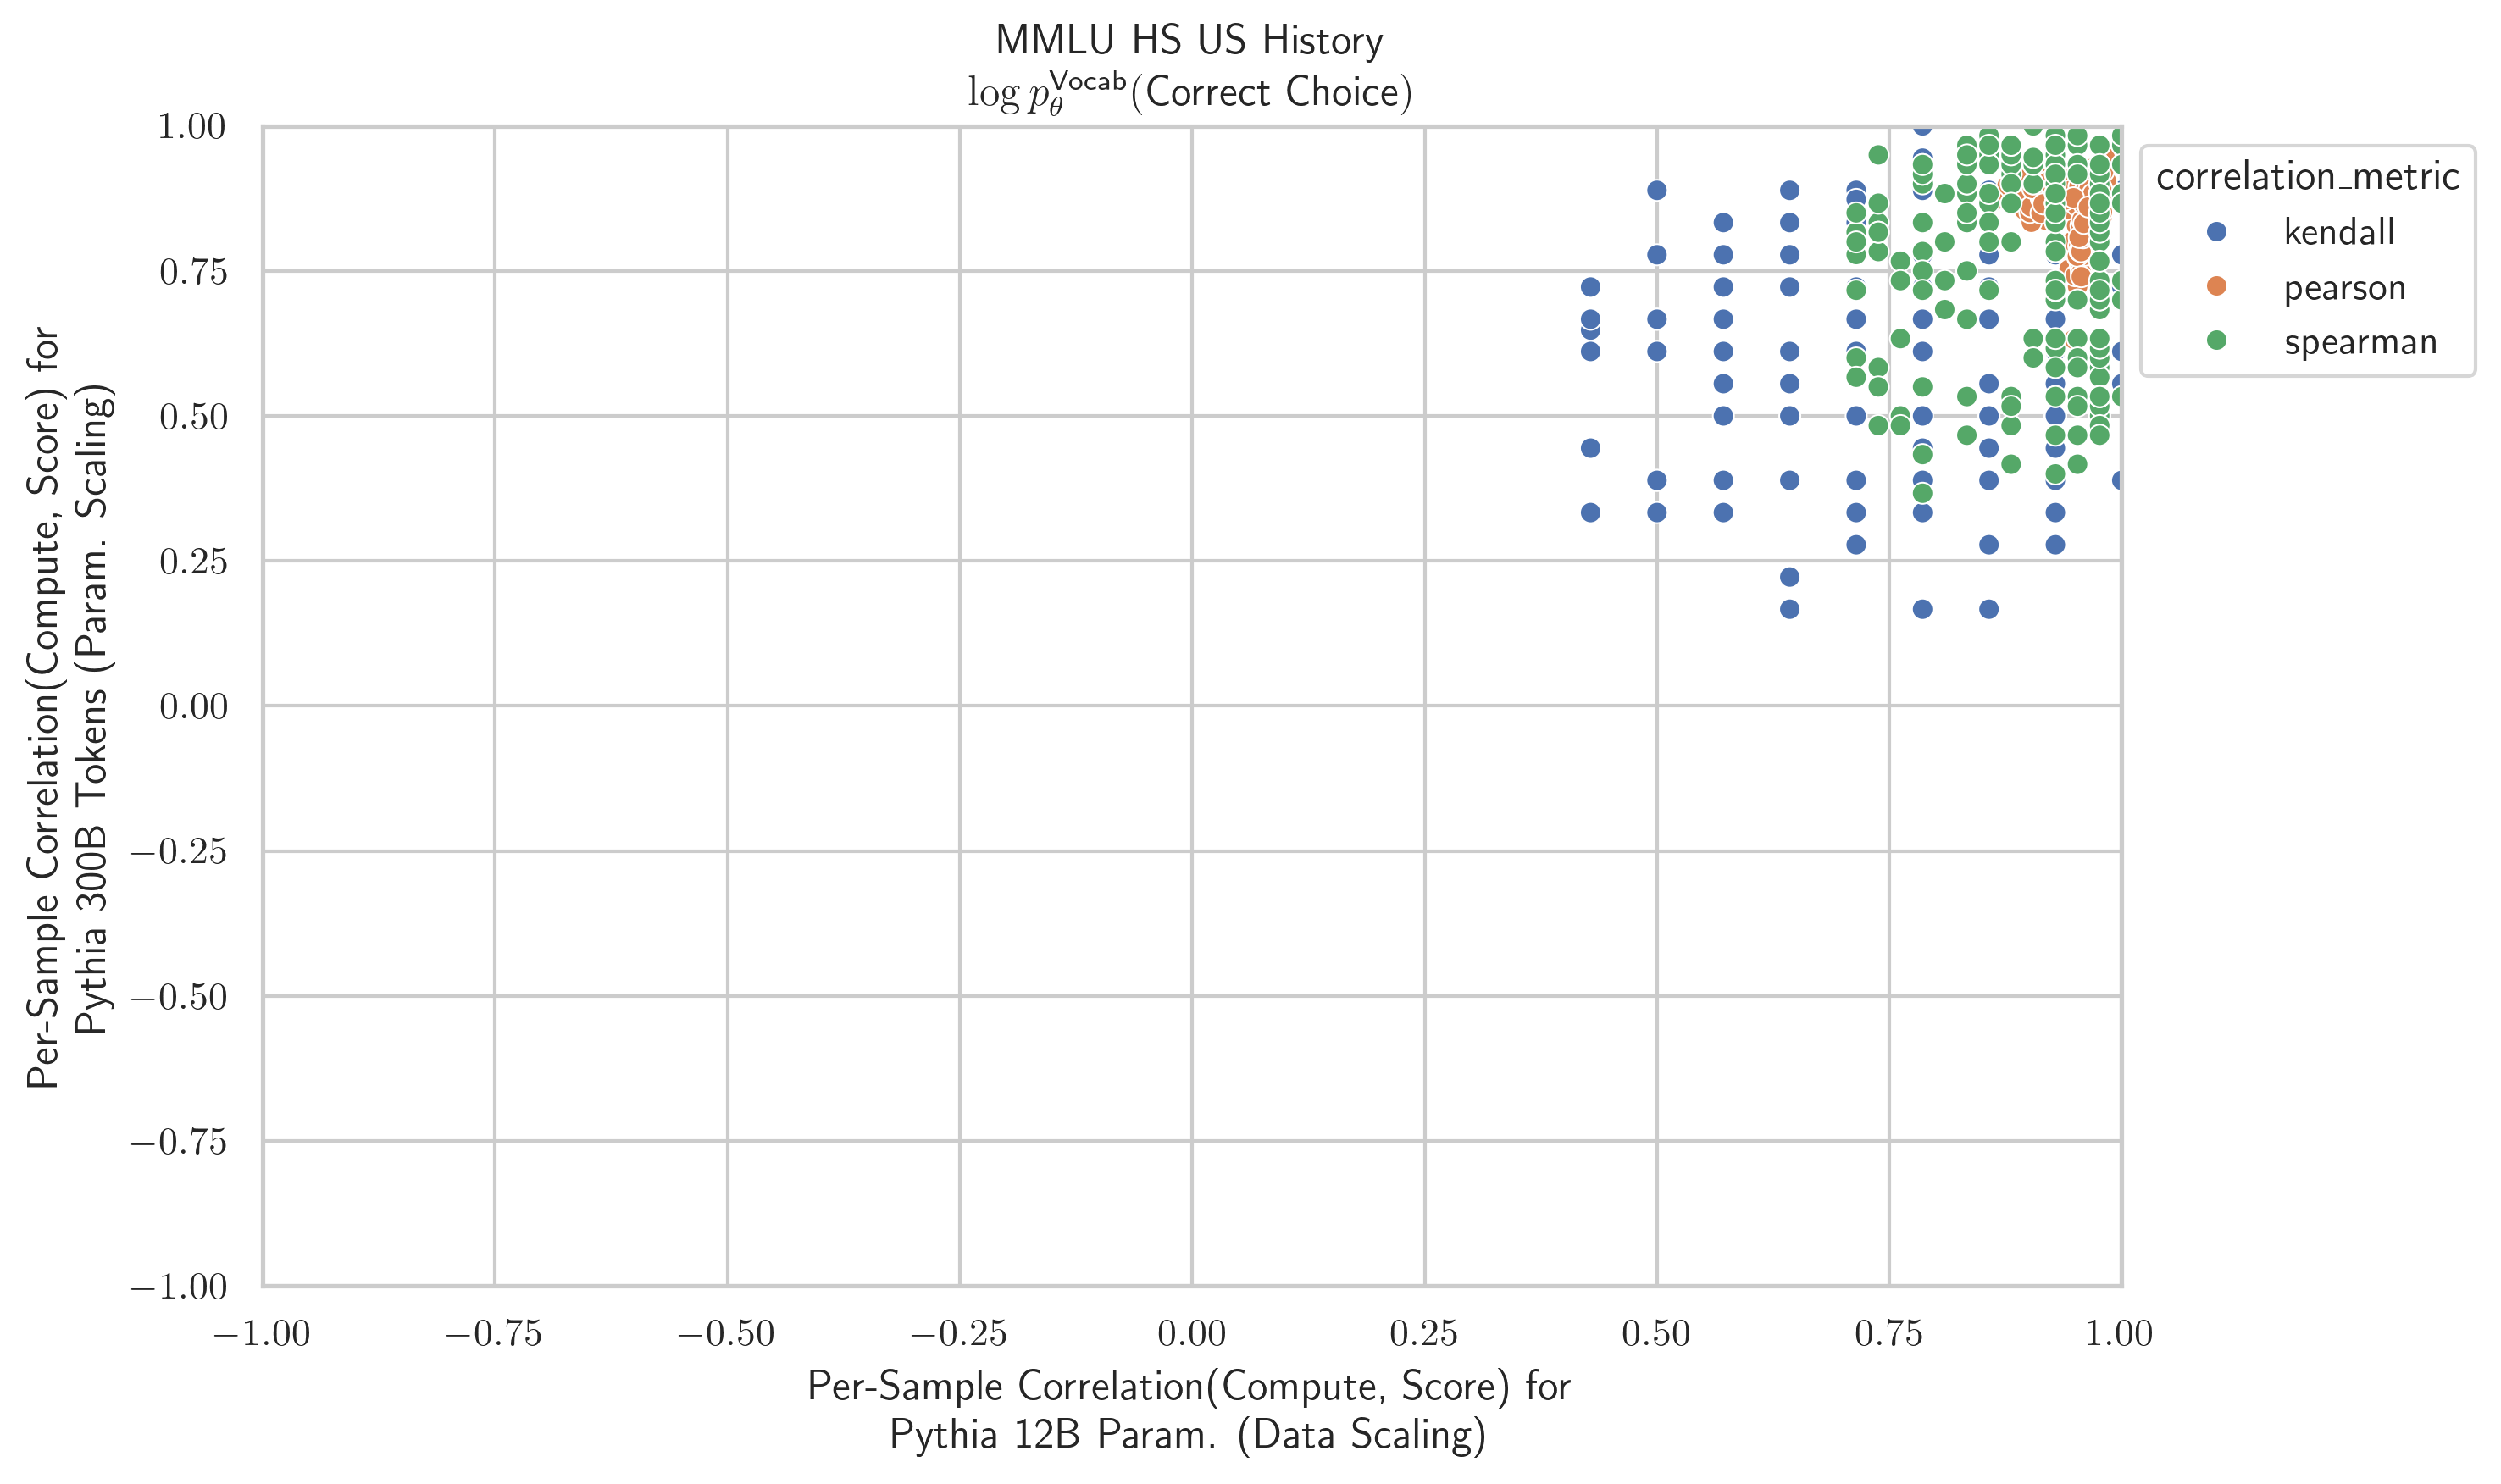 MMLU HS US History
log p_θ^Vocab(Correct Choice)
1.00
0.75
0.50
0.25
0.00
−0.25
−0.50
−0.75
−1.00
Per-Sample Correlation(Compute, Score) for
Pythia 300B Tokens (Param. Scaling)
−1.00
−0.75
−0.50
−0.25
0.00
0.25
0.50
0.75
1.00
Per-Sample Correlation(Compute, Score) for
Pythia 12B Param. (Data Scaling)
correlation_metric
kendall
pearson
spearman